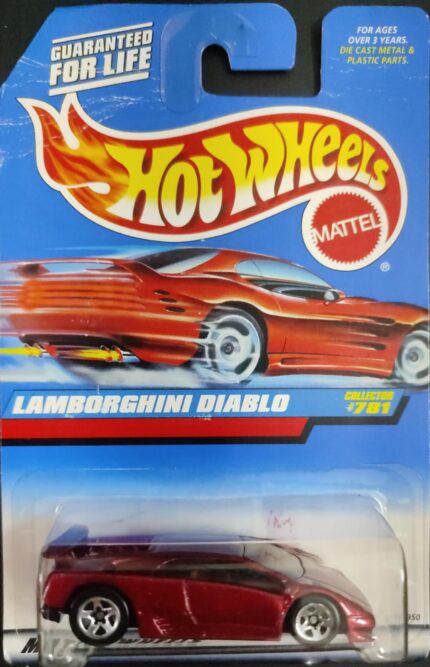 GUARANTEED
FOR LIFE
FOR AGES
OVER 3 YEARS.
DIE CAST METAL &
PLASTIC PARTS.
HOT WHEELS
MATTEL
®
LAMBORGHINI DIABLO
COLLECTOR
#781